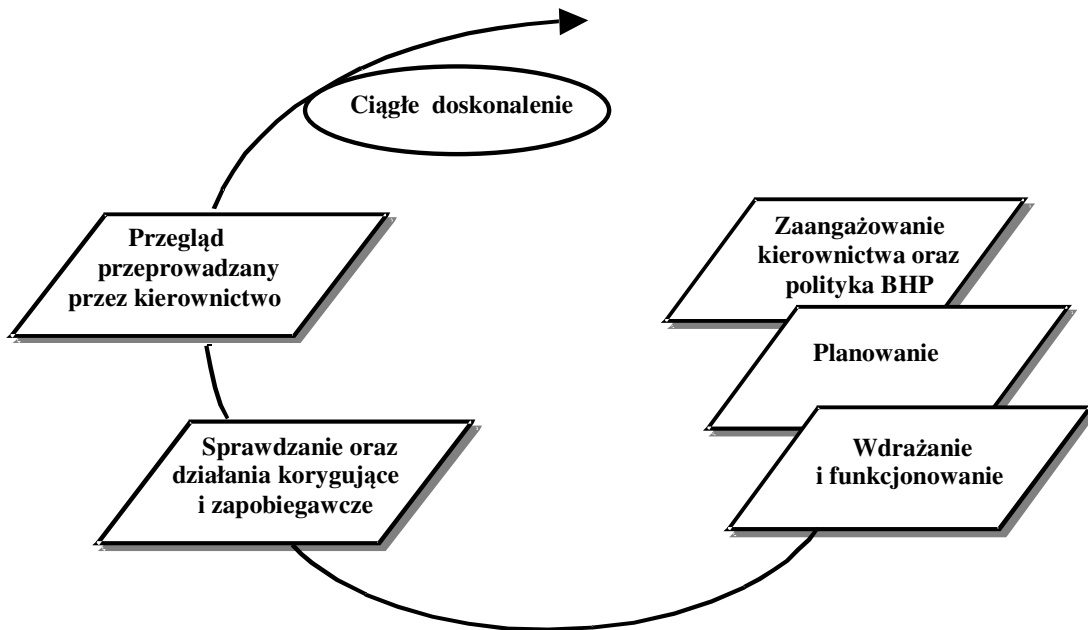 Ciągłe doskonalenie
Przegląd
przeprowadzany
przez kierownictwo
Zaangażowanie
kierownictwa oraz
polityka BHP
Planowanie
Sprawdzanie oraz
działania korygujące
i zapobiegawcze
Wdrażanie
i funkcjonowanie